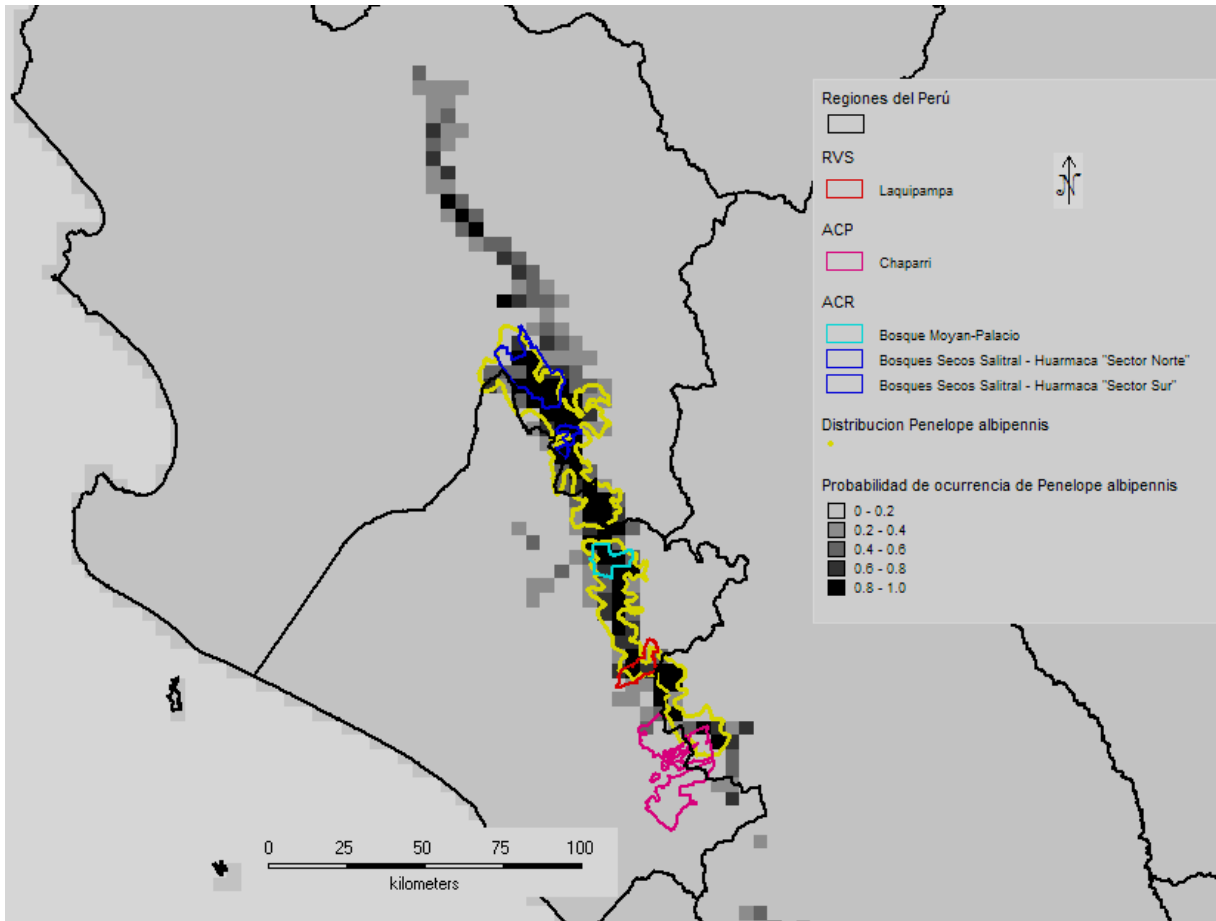 Regiones del Perú
RVS
N
Laquipampa
ACP
Chaparri
ACR
Bosque Moyan-Palacio
Bosques Secos Salitral - Huarmaca "Sector Norte"
Bosques Secos Salitral - Huarmaca "Sector Sur"
Distribucion Penelope albipennis
Probabilidad de ocurrencia de Penelope albipennis
0 - 0.2
0.2 - 0.4
0.4 - 0.6
0.6 - 0.8
0.8 - 1.0
0 25 50 75 100
kilometers